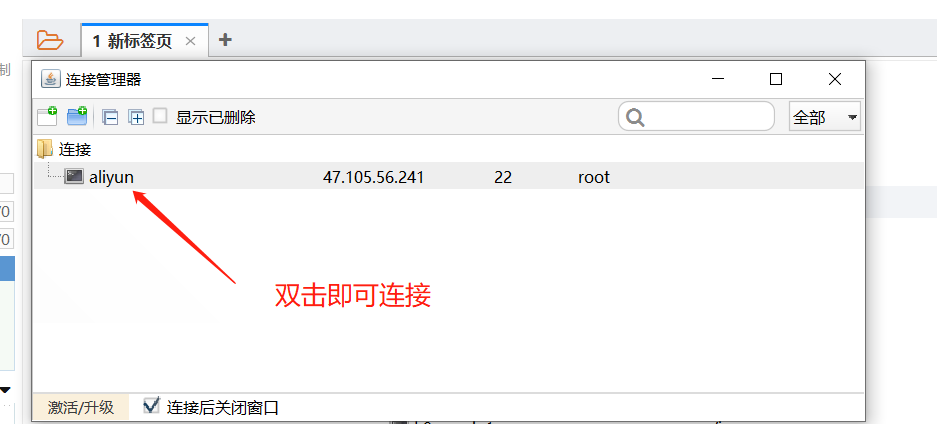 1 新标签页
制
连接管理器
显示已删除
全部
连接
aliyun 47.105.56.241 22 root
双击即可连接
激活/升级 连接后关闭窗口